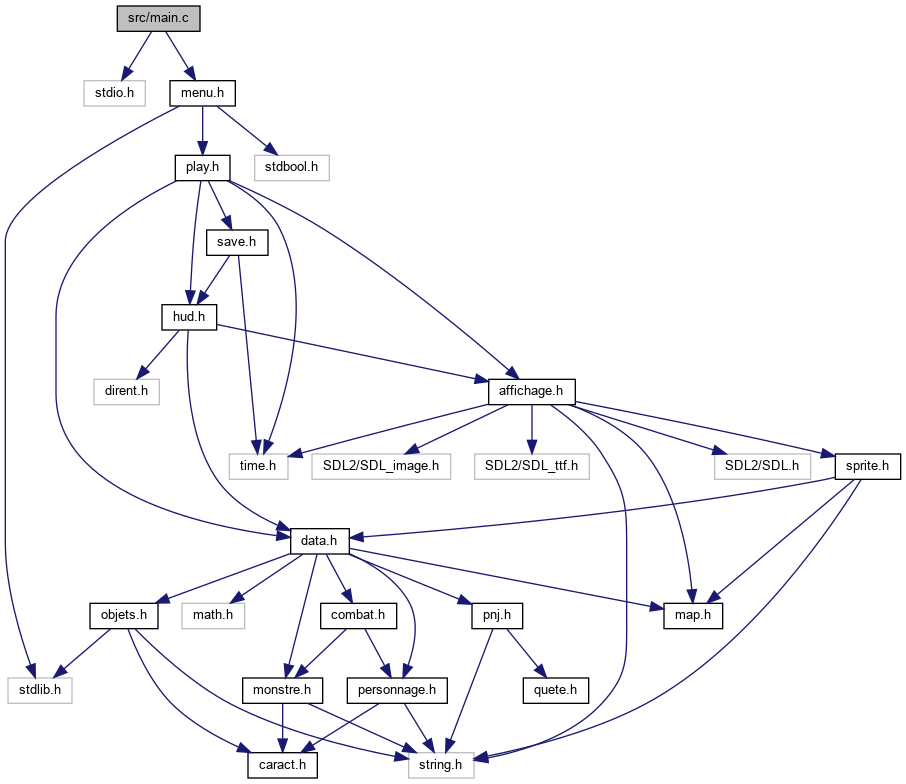 src/main.c
stdio.h
menu.h
play.h
stdbool.h
save.h
hud.h
dirent.h
affichage.h
time.h
SDL2/SDL_image.h
SDL2/SDL_ttf.h
SDL2/SDL.h
sprite.h
data.h
objets.h
math.h
combat.h
pnj.h
map.h
stdlib.h
monstre.h
personnage.h
quete.h
caract.h
string.h